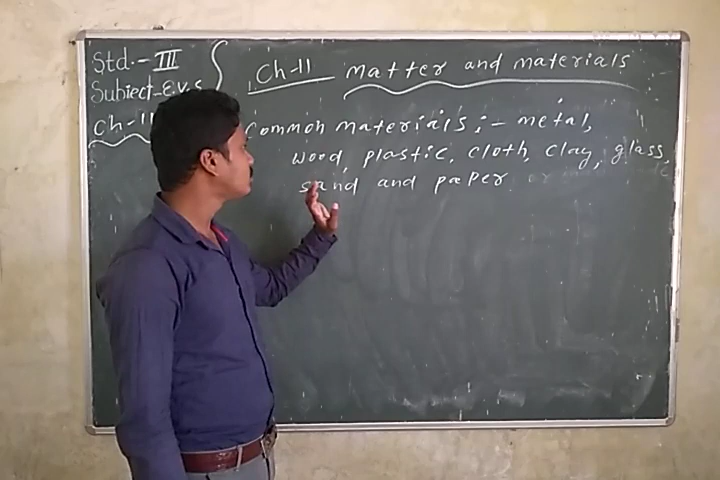 Std.- III
Subject-E.V.S
Ch-11
Ch-11 Matter and materials
Common materials:- metal,
wood, plastic, cloth, clay, glass,
sand and paper